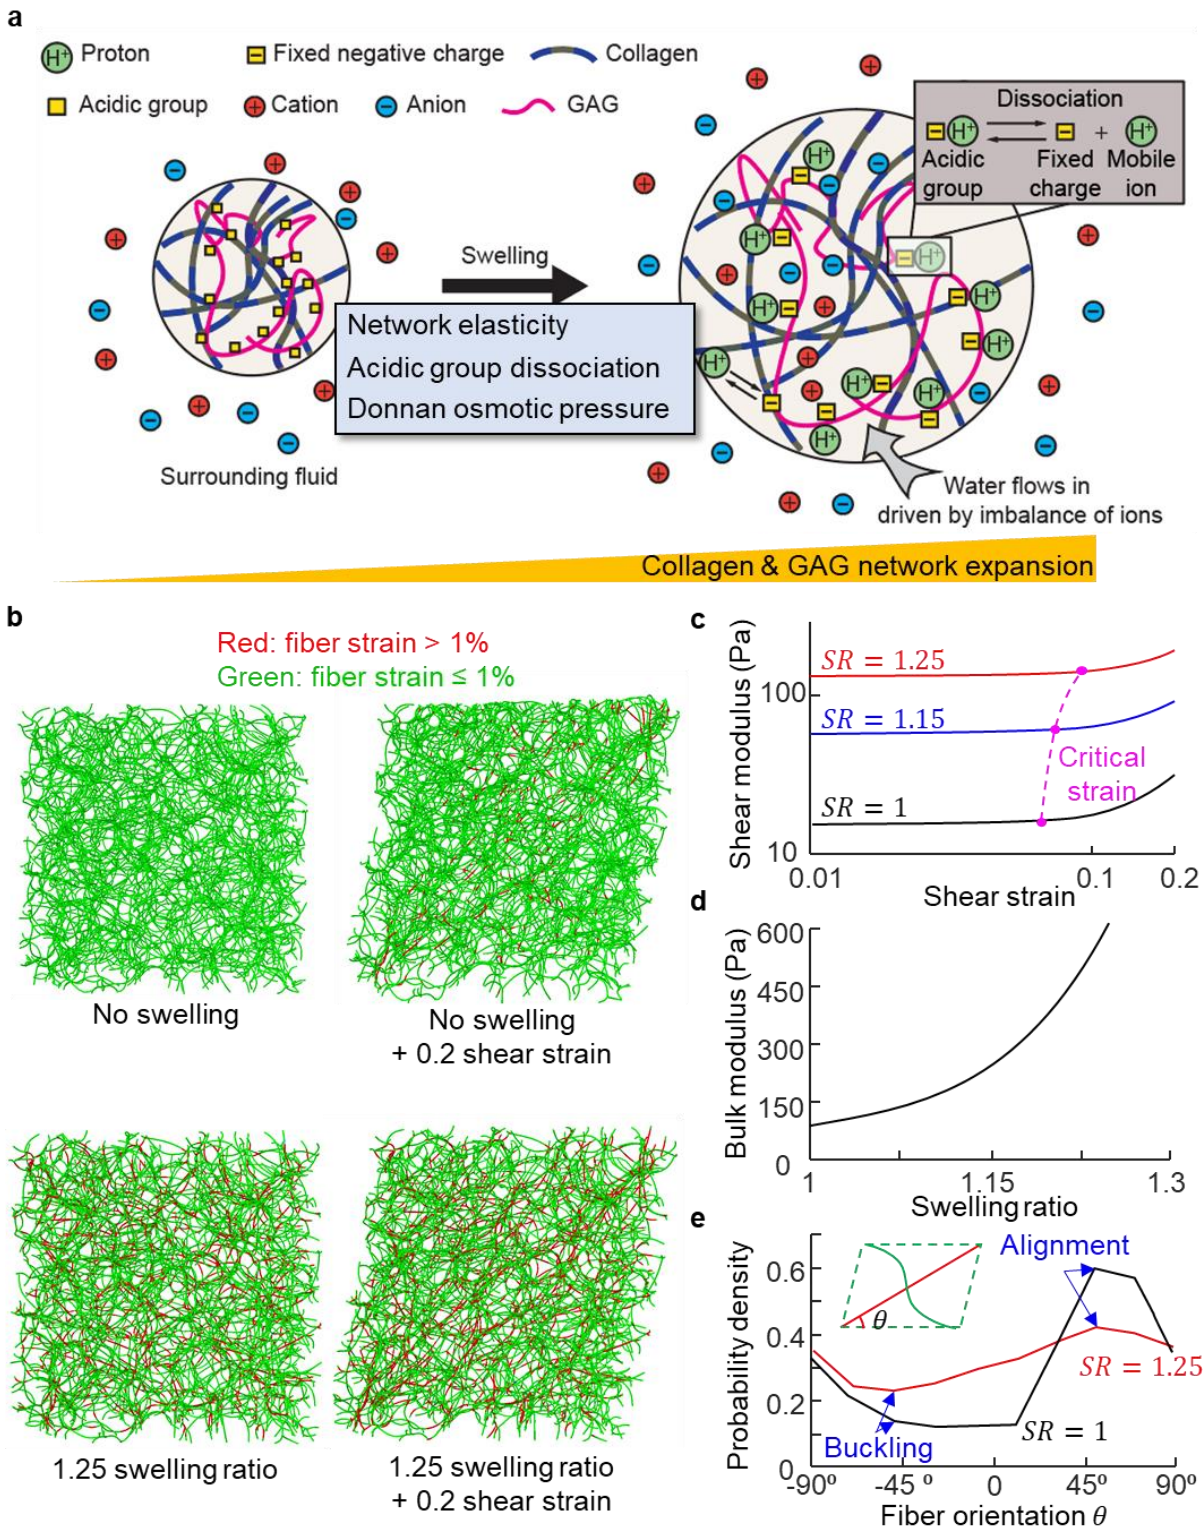 a
H⁺ Proton
− Fixed negative charge
Collagen
Acidic group
+ Cation
− Anion
GAG
Dissociation
− H⁺ − + H⁺
Acidic group
Fixed charge
Mobile ion
Swelling
Network elasticity
Acidic group dissociation
Donnan osmotic pressure
Surrounding fluid
Water flows in
driven by imbalance of ions
Collagen & GAG network expansion
b
Red: fiber strain > 1%
Green: fiber strain ≤ 1%
No swelling
No swelling
+ 0.2 shear strain
1.25 swelling ratio
1.25 swelling ratio
+ 0.2 shear strain
c
Shear modulus (Pa)
100
10
SR = 1.25
SR = 1.15
SR = 1
Critical
strain
0.01 0.1 0.2
Shear strain
d
Bulk modulus (Pa)
600
450
300
150
0
1 1.15 1.3
Swelling ratio
e
Probability density
0.6
0.4
0.2
0
Alignment
θ
SR = 1.25
SR = 1
Buckling
-90º -45 º 0 45º 90º
Fiber orientation θ